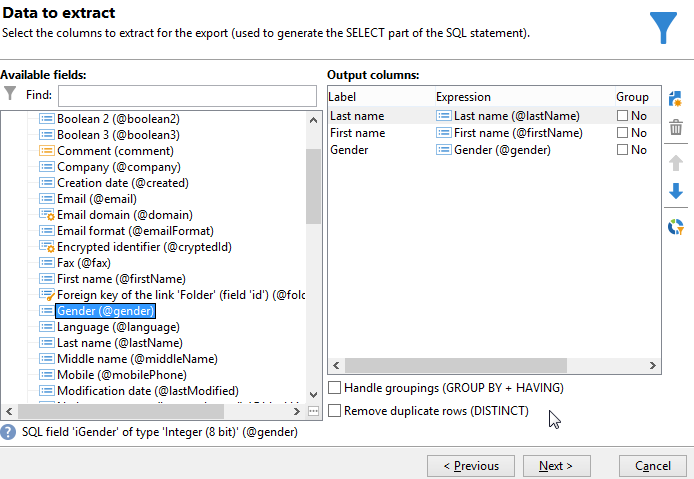 Data to extract
Select the columns to extract for the export (used to generate the SELECT part of the SQL statement).
Available fields:
Find:
Boolean 2 (@boolean2)
Boolean 3 (@boolean3)
Comment (comment)
Company (@company)
Creation date (@created)
Email (@email)
Email domain (@domain)
Email format (@emailFormat)
Encrypted identifier (@cryptedId)
Fax (@fax)
First name (@firstName)
Foreign key of the link 'Folder' (field 'id') (@folc
Gender (@gender)
Language (@language)
Last name (@lastName)
Middle name (@middleName)
Mobile (@mobilePhone)
Modification date (@lastModified)
SQL field 'iGender' of type 'Integer (8 bit)' (@gender)
Output columns:
Label Expression Group
Last name Last name (@lastName) No
First name First name (@firstName) No
Gender Gender (@gender) No
Handle groupings (GROUP BY + HAVING)
Remove duplicate rows (DISTINCT)
< Previous Next > Cancel